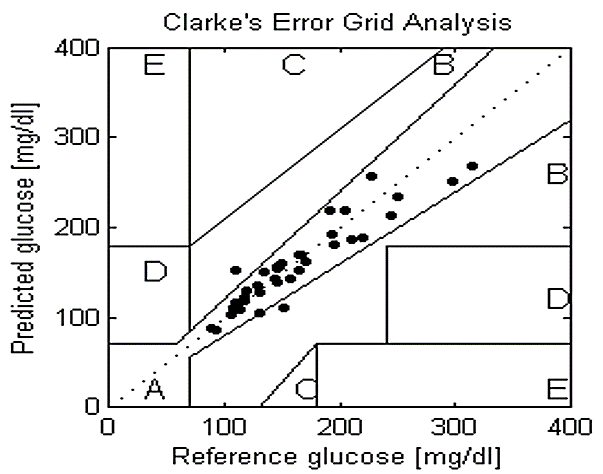 Clarke's Error Grid Analysis
Predicted glucose [mg/dl]
400
300
200
100
0
E
C
B
B
D
D
A
C
E
0
100
200
300
400
Reference glucose [mg/dl]